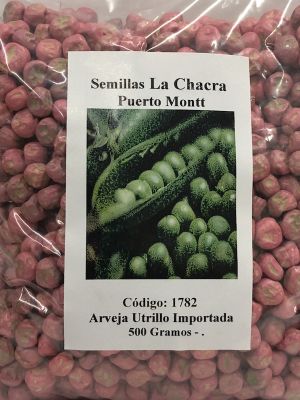 Semillas La Chacra
Puerto Montt
Código: 1782
Arveja Utrillo Importada
500 Gramos - .